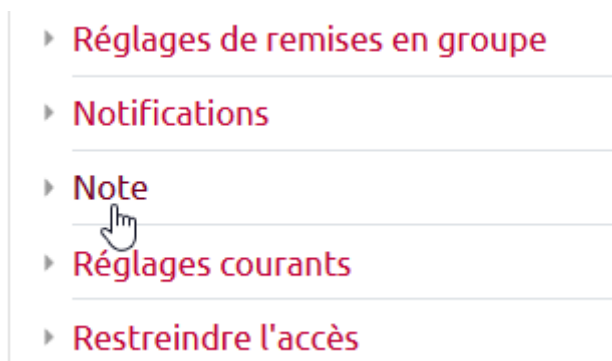 Réglages de remises en groupe
Notifications
Note
Réglages courants
Restreindre l'accès